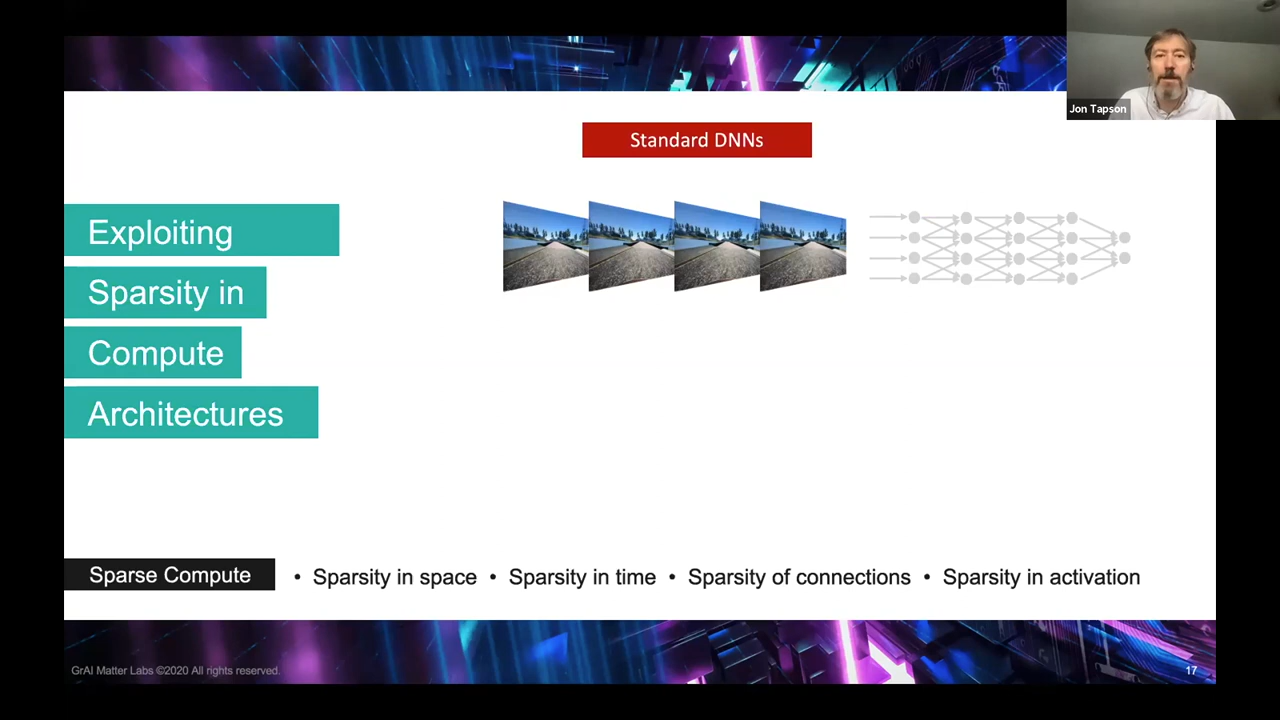 Jon Tapson
Standard DNNs
Exploiting
Sparsity in
Compute
Architectures
Sparse Compute
• Sparsity in space • Sparsity in time • Sparsity of connections • Sparsity in activation
GrAI Matter Labs ©2020 All rights reserved.
17